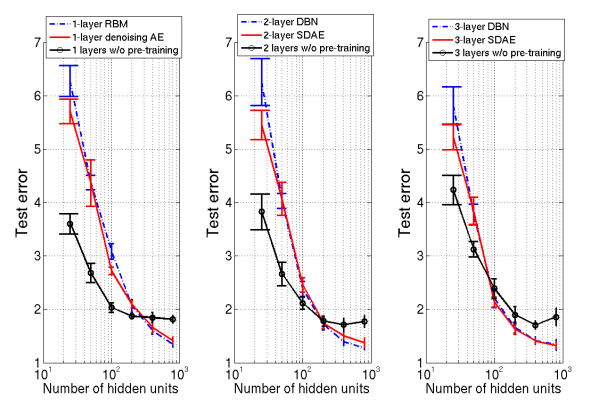 1-layer RBM
1-layer denoising AE
1 layers w/o pre-training
7
6
5
4
3
2
1
Test error
10^1 10^2 10^3
Number of hidden units
2-layer DBN
2-layer SDAE
2 layers w/o pre-training
7
6
5
4
3
2
1
Test error
10^1 10^2 10^3
Number of hidden units
3-layer DBN
3-layer SDAE
3 layers w/o pre-training
7
6
5
4
3
2
1
Test error
10^1 10^2 10^3
Number of hidden units